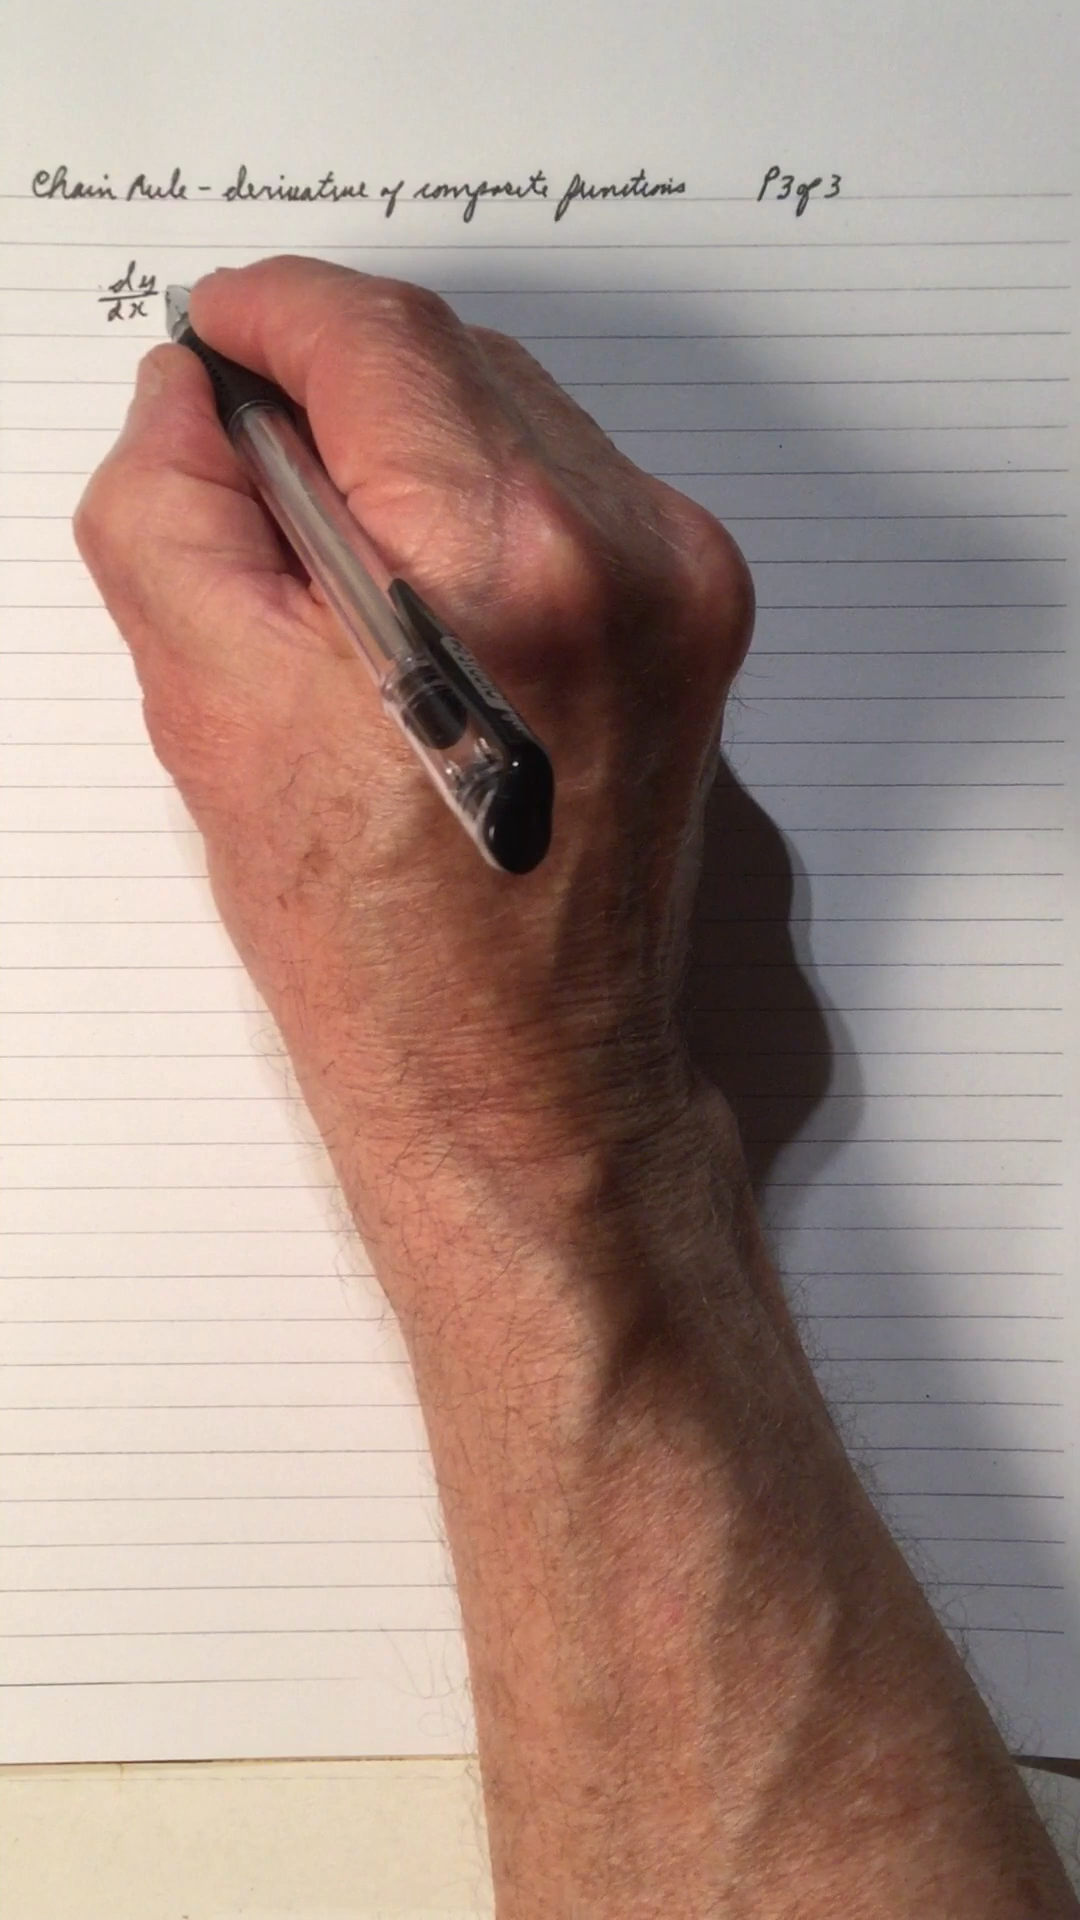 Chain Rule - derivative of composite functions P3 of 3
dy
dx